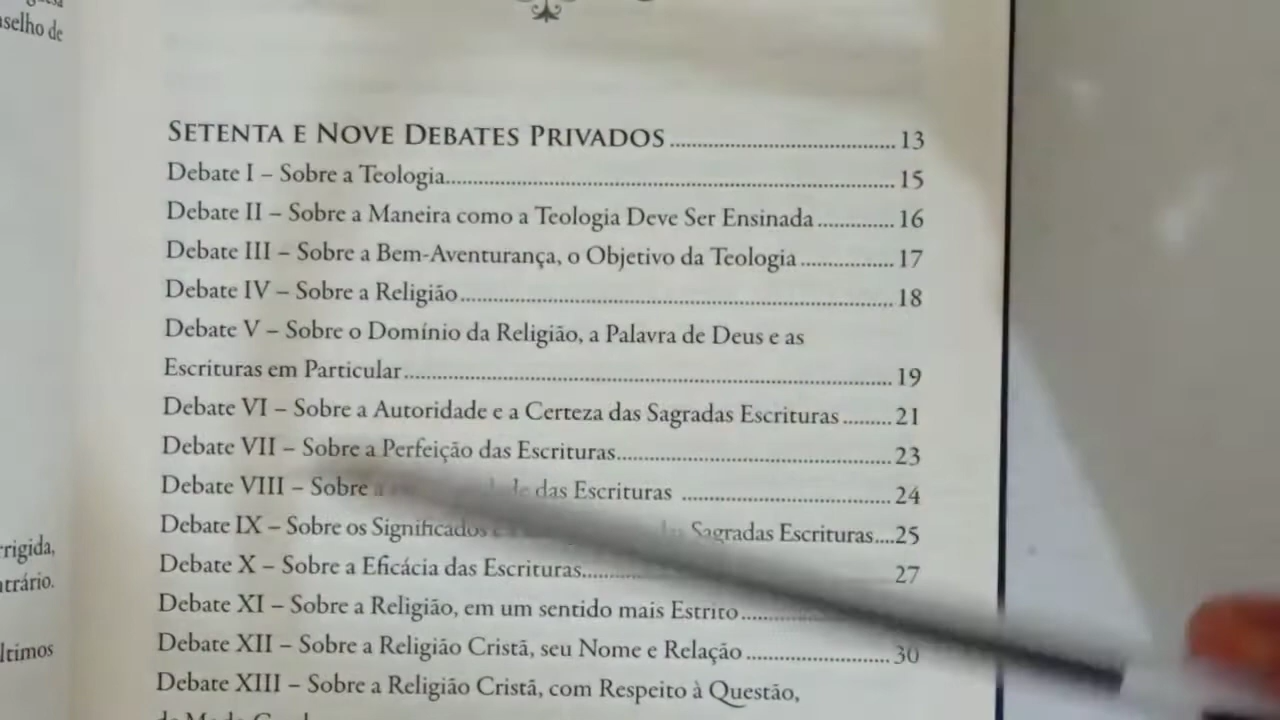 nselho de
SETENTA E NOVE DEBATES PRIVADOS 13
Debate I – Sobre a Teologia 15
Debate II – Sobre a Maneira como a Teologia Deve Ser Ensinada 16
Debate III – Sobre a Bem-Aventurança, o Objetivo da Teologia 17
Debate IV – Sobre a Religião 18
Debate V – Sobre o Domínio da Religião, a Palavra de Deus e as
Escrituras em Particular 19
Debate VI – Sobre a Autoridade e a Certeza das Sagradas Escrituras 21
Debate VII – Sobre a Perfeição das Escrituras 23
Debate VIII – Sobre a das Escrituras 24
Debate IX – Sobre os Significados Sagradas Escrituras 25
Debate X – Sobre a Eficácia das Escrituras 27
Debate XI – Sobre a Religião, em um sentido mais Estrito
Debate XII – Sobre a Religião Cristã, seu Nome e Relação 30
Debate XIII – Sobre a Religião Cristã, com Respeito à Questão,
rrigida,
ntrário.
ltimos